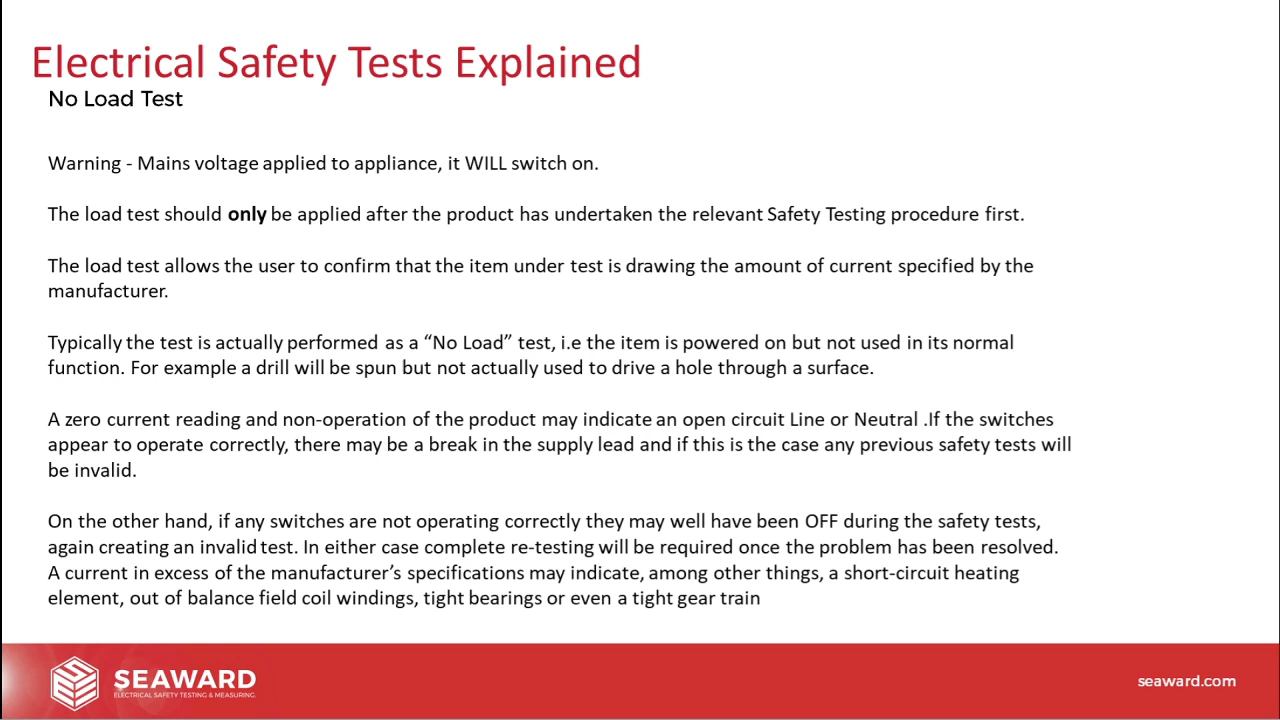 Electrical Safety Tests Explained
No Load Test
Warning - Mains voltage applied to appliance, it WILL switch on.
The load test should only be applied after the product has undertaken the relevant Safety Testing procedure first.
The load test allows the user to confirm that the item under test is drawing the amount of current specified by the
manufacturer.
Typically the test is actually performed as a “No Load” test, i.e the item is powered on but not used in its normal
function. For example a drill will be spun but not actually used to drive a hole through a surface.
A zero current reading and non-operation of the product may indicate an open circuit Line or Neutral .If the switches
appear to operate correctly, there may be a break in the supply lead and if this is the case any previous safety tests will
be invalid.
On the other hand, if any switches are not operating correctly they may well have been OFF during the safety tests,
again creating an invalid test. In either case complete re-testing will be required once the problem has been resolved.
A current in excess of the manufacturer’s specifications may indicate, among other things, a short-circuit heating
element, out of balance field coil windings, tight bearings or even a tight gear train
SEAWARD
ELECTRICAL SAFETY TESTING & MEASURING.
seaward.com